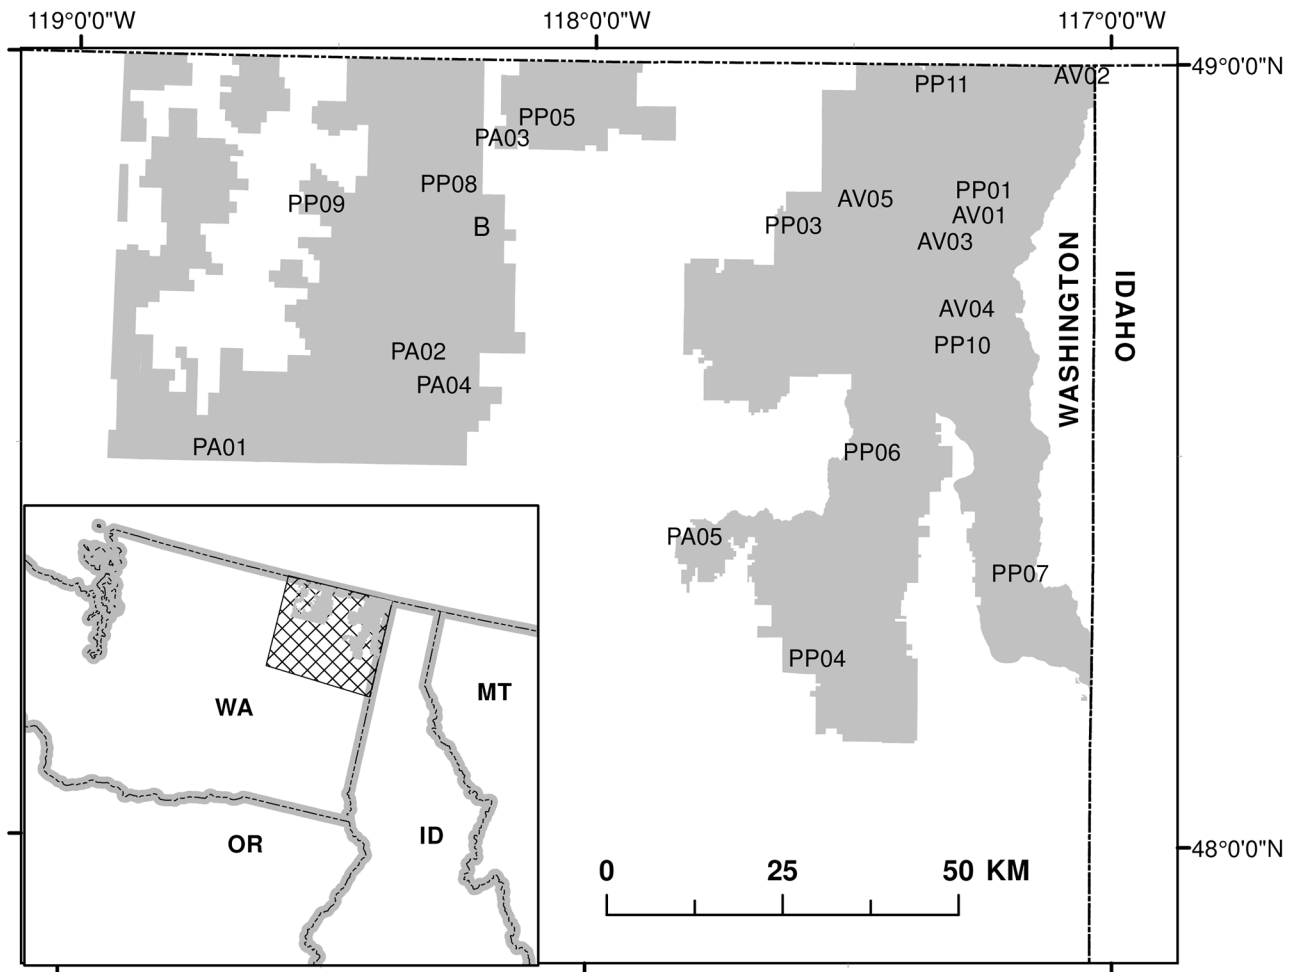 119°0'0"W 118°0'0"W 117°0'0"W
49°0'0"N
AV02
PP11
PP05
PA03
PP08
PP01
AV05
PP09
AV01
PP03
B
AV03
WASHINGTON
IDAHO
AV04
PP10
PA02
PA04
PA01
PP06
PA05
PP07
PP04
MT
WA
ID
OR
48°0'0"N
0 25 50 KM